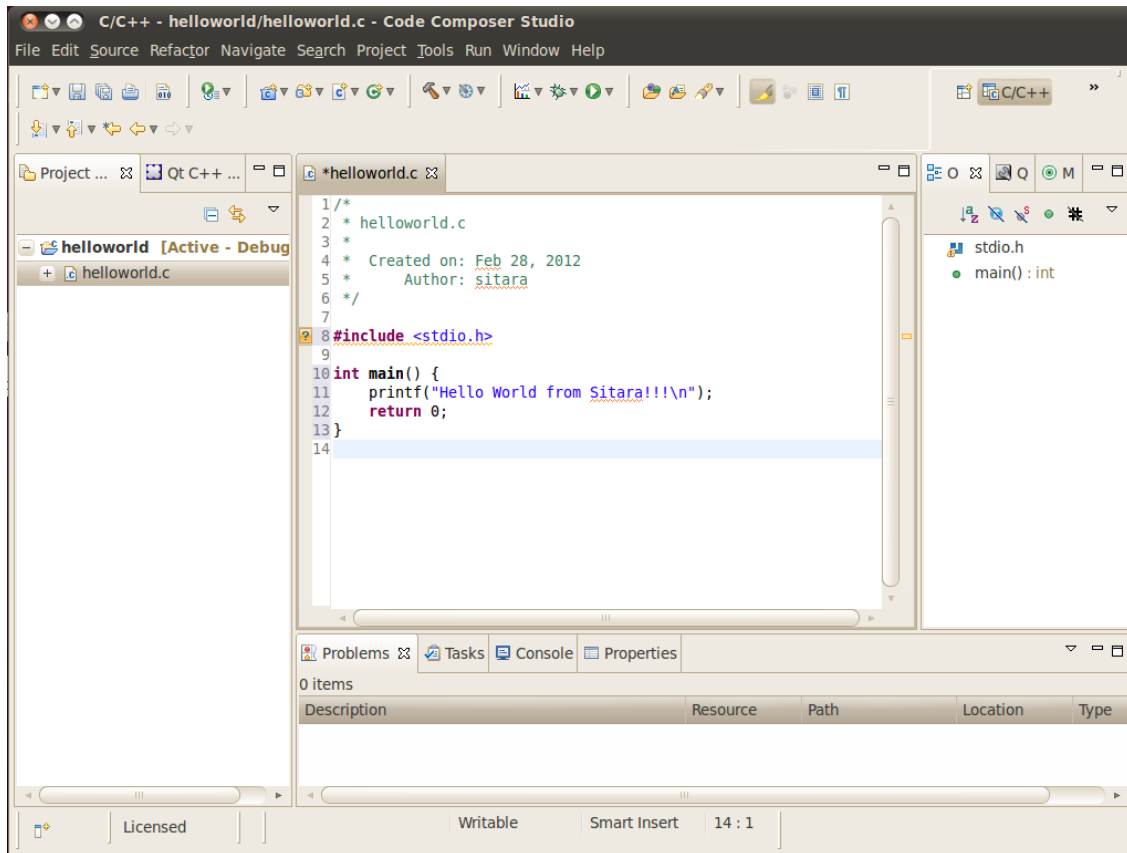 C/C++ - helloworld/helloworld.c - Code Composer Studio
File Edit Source Refactor Navigate Search Project Tools Run Window Help
C/C++ »
Project ... Qt C++ ...
*helloworld.c
O Q M
helloworld [Active - Debug
helloworld.c
1 /*
2 * helloworld.c
3 *
4 * Created on: Feb 28, 2012
5 * Author: sitara
6 */
7
8 #include <stdio.h>
9
10 int main() {
11 printf("Hello World from Sitara!!!\n");
12 return 0;
13 }
14
stdio.h
main() : int
Problems Tasks Console Properties
0 items
Description Resource Path Location Type
Licensed Writable Smart Insert 14 : 1